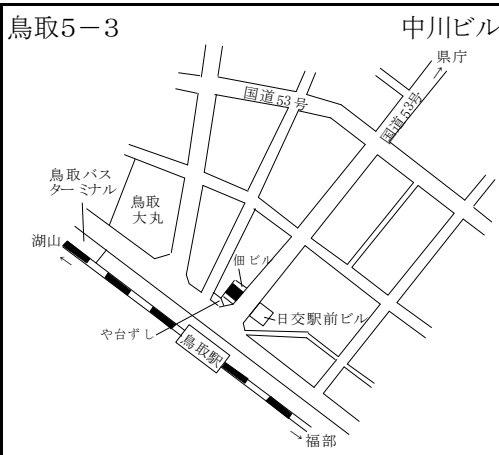 鳥取5－3
中川ビル
県庁
国道53号
国道53号
鳥取バス
ターミナル
鳥取
大丸
湖山
佃ビル
日交駅前ビル
や台ずし
鳥取駅
福部